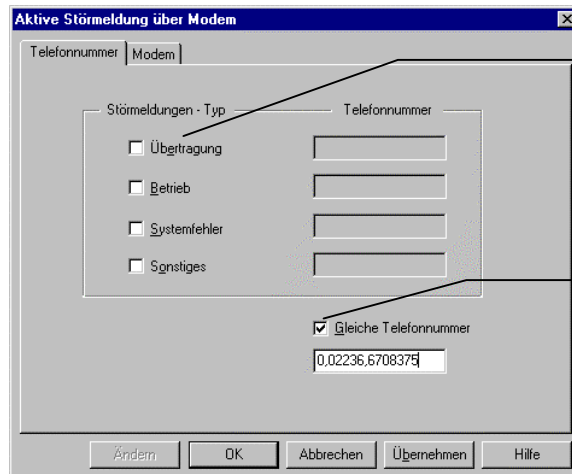 Aktive Störmeldung über Modem
Telefonnummer Modem
Störmeldungen - Typ Telefonnummer
Übertragung
Betrieb
Systemfehler
Sonstiges
Gleiche Telefonnummer
0,02236,6708375
Ändern OK Abbrechen Übernehmen Hilfe